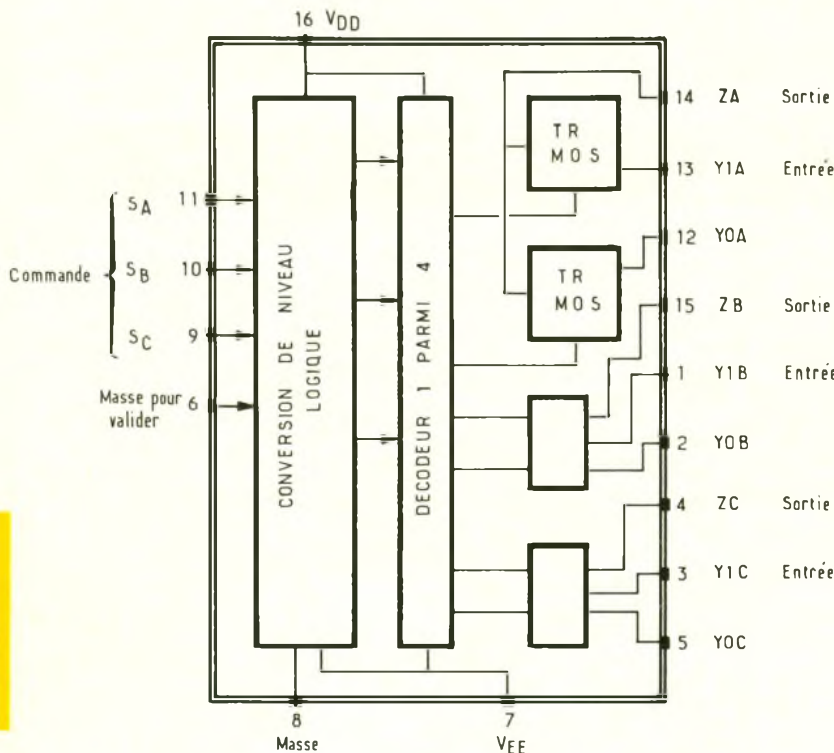 16 VDD
14 ZA Sortie
TR
MOS
13 Y1A Entrée
SA 11
12 Y0A
Commande
SB 10
TR
MOS
15 ZB Sortie
SC 9
1 Y1B Entrée
Masse pour
valider
6
CONVERSION DE NIVEAU
LOGIQUE
DECODEUR 1 PARMI 4
2 Y0B
4 ZC Sortie
3 Y1C Entrée
5 Y0C
8
Masse
7
VEE